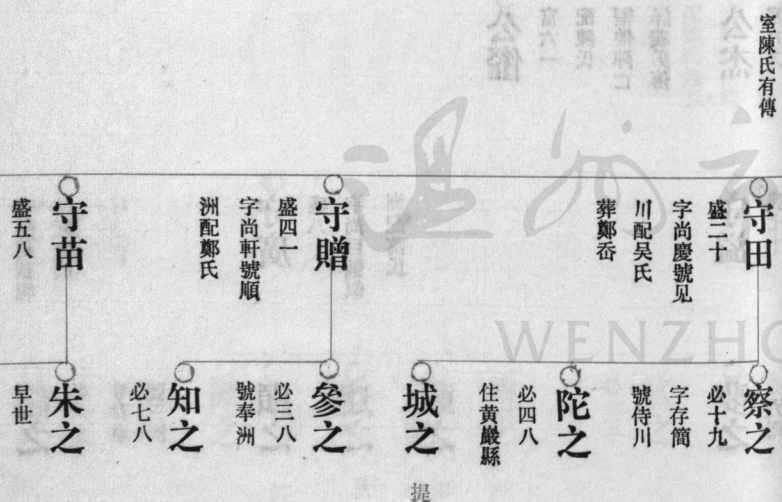 室陳氏有傳
守田
盛二十
字尚慶號见
川配吴氏
葬鄭岙
守贈
盛四一
字尚軒號順
洲配鄭氏
守苗
盛五八
察之
必十九
字存簡
號侍川
陀之
必四八
住黃巖縣
城之
參之
必三八
號奉洲
知之
必七八
朱之
早世
提
WENZHO